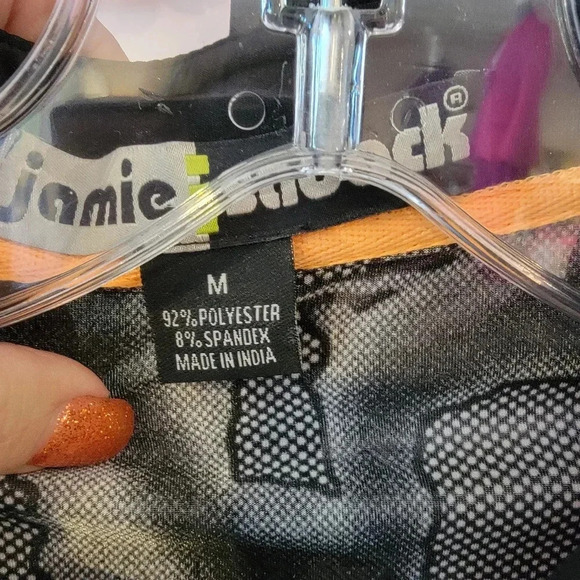 jamie
®
M
92% POLYESTER
8% SPANDEX
MADE IN INDIA